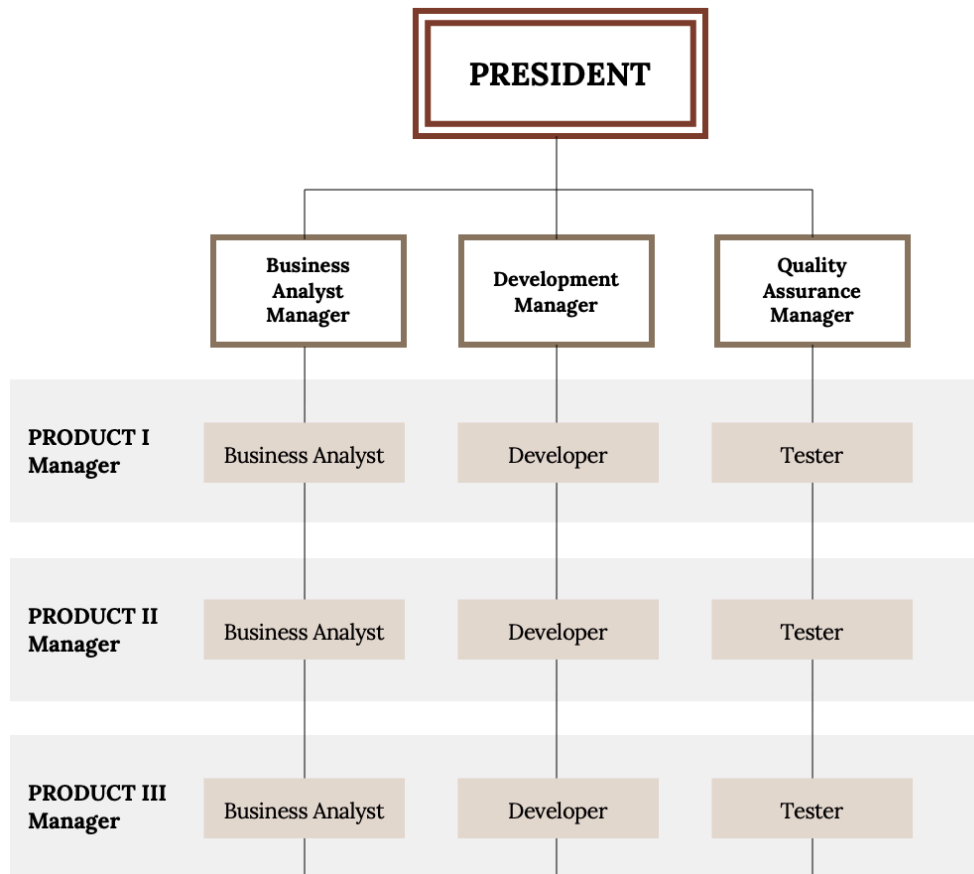 PRESIDENT
Business
Analyst
Manager
Development
Manager
Quality
Assurance
Manager
PRODUCT I
Manager
Business Analyst
Developer
Tester
PRODUCT II
Manager
Business Analyst
Developer
Tester
PRODUCT III
Manager
Business Analyst
Developer
Tester